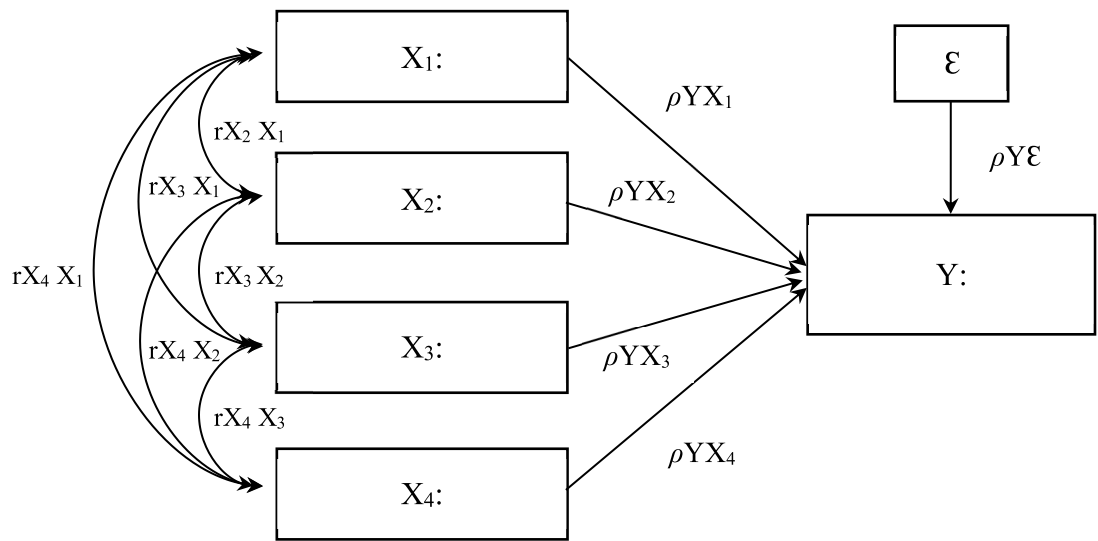 X₁:
ε
rX₂ X₁
ρYX₁
ρYε
rX₃ X₁
X₂:
ρYX₂
rX₄ X₁
rX₃ X₂
Y:
rX₄ X₂
X₃:
ρYX₃
rX₄ X₃
ρYX₄
X₄: